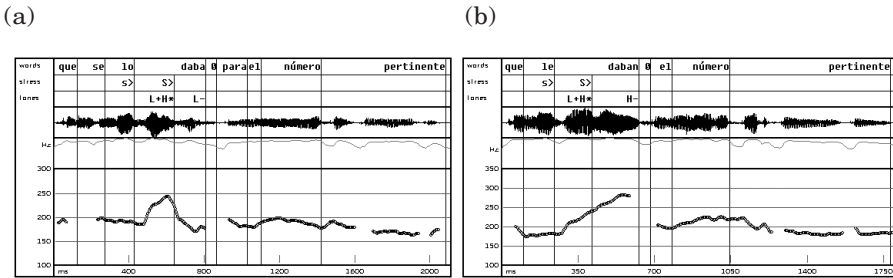 (a)
words que se lo daba 0 para el número pertinente
stress s> S>
tones L+H* L-
Hz
300
250
200
150
100
ms 400 800 1200 1600 2000
(b)
words que le daban 0 el número pertinente
stress s> S>
tones L+H* H-
Hz
350
300
250
200
150
100
ms 350 700 1050 1400 1750